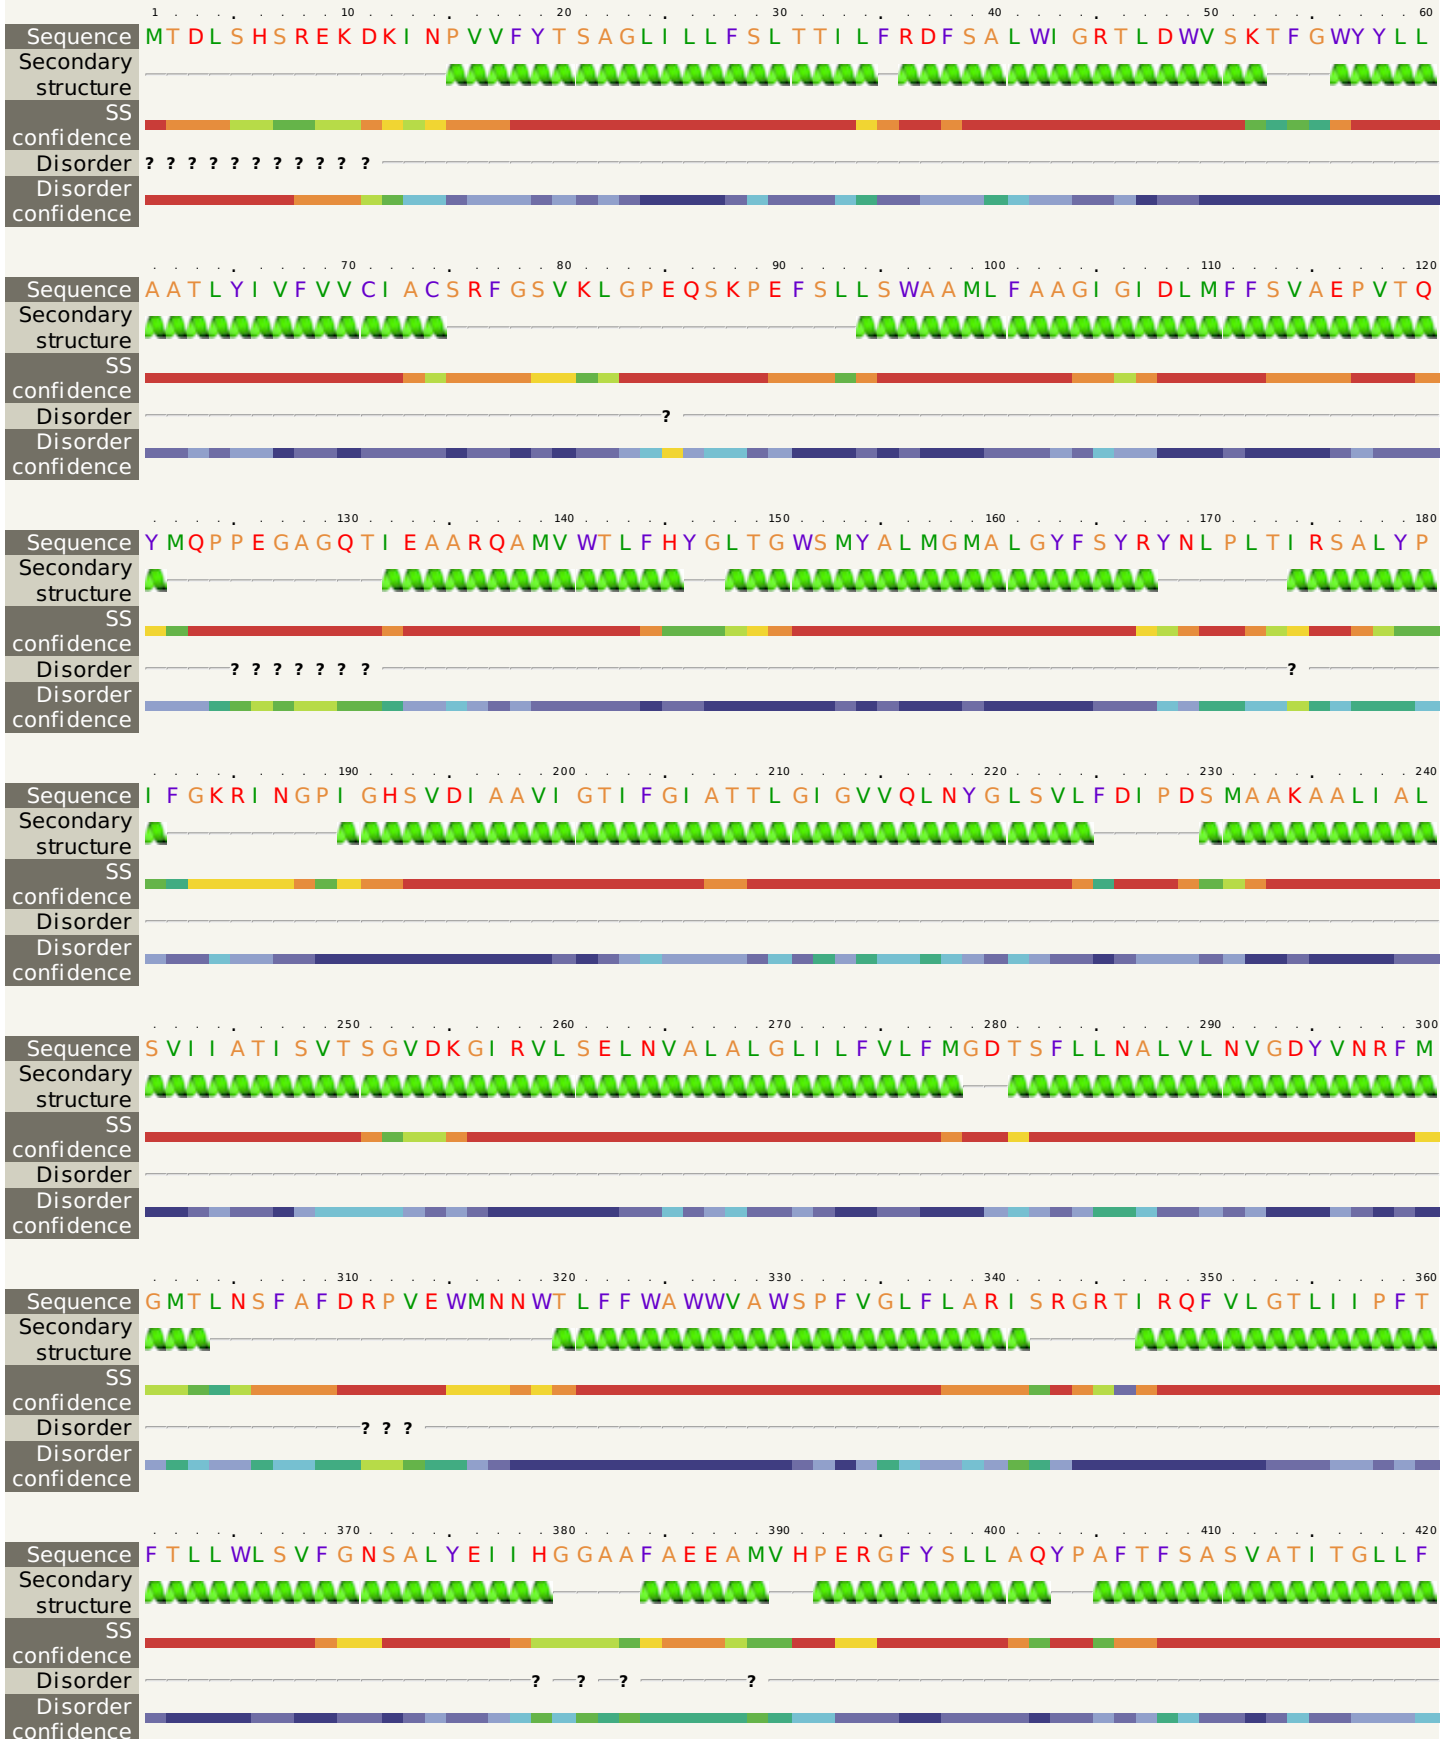 1 . . . . . . . . 10 . . . . . . . . . 20 . . . . . . . . . 30 . . . . . . . . . 40 . . . . . . . . . 50 . . . . . . . . . 60
Sequence MTDLSHSREKDKINPVVFYTSAGLILLFSLTTILFRDFSALWIGRTLDWVSKTFGWYYLL
Secondary
structure
SS
confidence
Disorder ? ? ? ? ? ? ? ? ? ? ?
Disorder
confidence
. . . . . . . . . 70 . . . . . . . . . 80 . . . . . . . . . 90 . . . . . . . . . 100 . . . . . . . . . 110 . . . . . . . . . 120
Sequence AATLYIVFVVCIACSRFGSVKLGPEQSKPEFSLLSWAAMLFAAGIGIDLMFFSVAEPVTQ
Secondary
structure
SS
confidence
Disorder ?
Disorder
confidence
. . . . . . . . . 130 . . . . . . . . . 140 . . . . . . . . . 150 . . . . . . . . . 160 . . . . . . . . . 170 . . . . . . . . . 180
Sequence YMQPPEGAGQTIEAARQAMVWTLFHYGLTGWSMYALMGMALGYFSYRYNLPLTIRSALYP
Secondary
structure
SS
confidence
Disorder ? ? ? ? ? ? ? ?
Disorder
confidence
. . . . . . . . . 190 . . . . . . . . . 200 . . . . . . . . . 210 . . . . . . . . . 220 . . . . . . . . . 230 . . . . . . . . . 240
Sequence IFGKRINGPIGHSVDIAAVIGTIFGIATTLGIGVVQLNYGLSVLFDIPDSMAAKAALIAL
Secondary
structure
SS
confidence
Disorder
Disorder
confidence
. . . . . . . . . 250 . . . . . . . . . 260 . . . . . . . . . 270 . . . . . . . . . 280 . . . . . . . . . 290 . . . . . . . . . 300
Sequence SVIIATISVTSGVDKGIRVLSELNVALALGLILFVLFMGDTSFLLNALVLNVGDYVNRFM
Secondary
structure
SS
confidence
Disorder
Disorder
confidence
. . . . . . . . . 310 . . . . . . . . . 320 . . . . . . . . . 330 . . . . . . . . . 340 . . . . . . . . . 350 . . . . . . . . . 360
Sequence GMTLNSFAFDRPVEWMNNWTLFFWAWWVAWSPFVGLFLARISRGRTIRQFVLGTLIIPFT
Secondary
structure
SS
confidence
Disorder ? ? ?
Disorder
confidence
. . . . . . . . . 370 . . . . . . . . . 380 . . . . . . . . . 390 . . . . . . . . . 400 . . . . . . . . . 410 . . . . . . . . . 420
Sequence FTLLWLSVFGNSALYEIIHGGAAFAEEAMVHPERGFYSLLAQYPAFTFSASVATITGLLF
Secondary
structure
SS
confidence
Disorder ? ? ? ?
Disorder
confidence